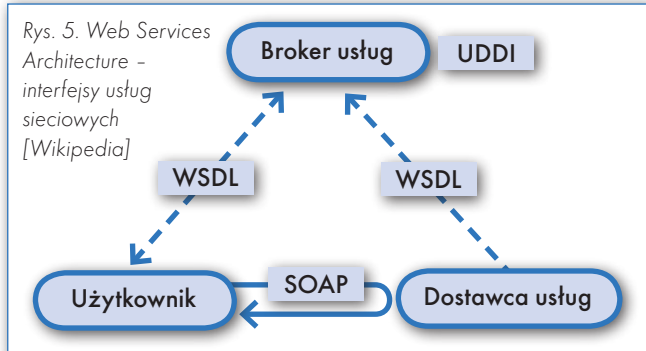 Rys. 5. Web Services
Architecture –
interfejsy usług
sieciowych
[Wikipedia]
Broker usług
UDDI
WSDL
WSDL
Użytkownik
SOAP
Dostawca usług